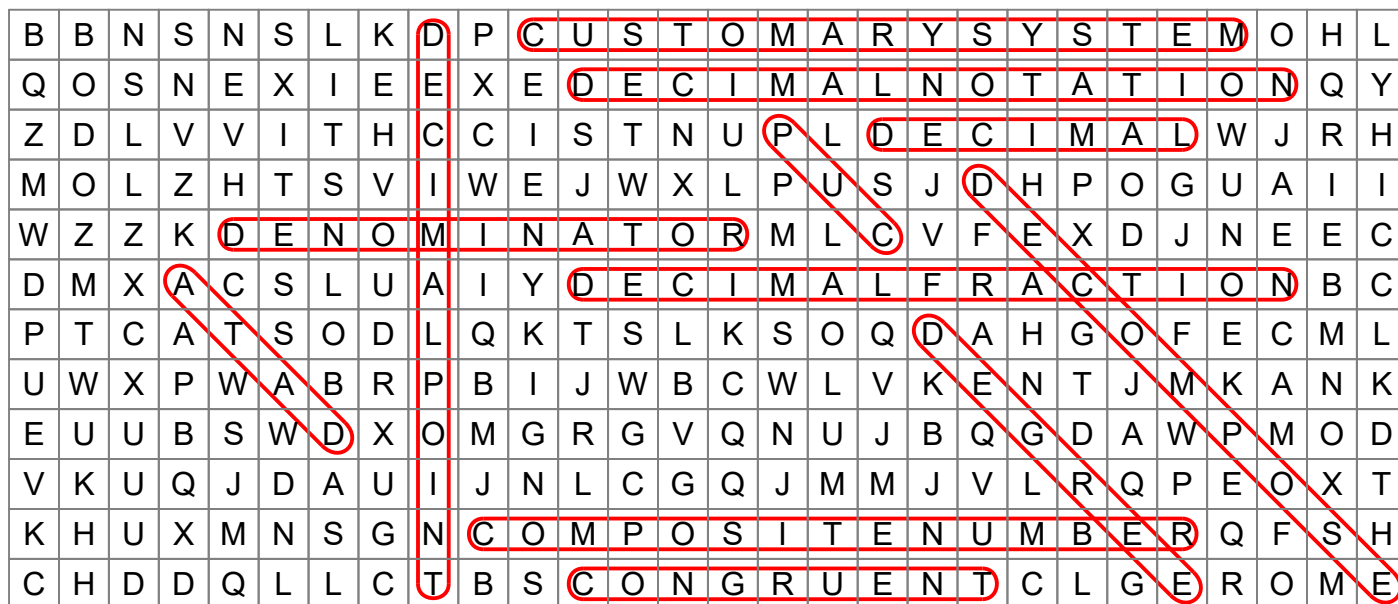 B B N S N S L K D P C U S T O M A R Y S Y S T E M O H L
Q O S N E X I E E X E D E C I M A L N O T A T I O N Q Y
Z D L V V I T H C C I S T N U P L D E C I M A L W J R H
M O L Z H T S V I W E J W X L P U S J D H P O G U A I I
W Z Z K D E N O M I N A T O R M L C V F E X D J N E E C
D M X A C S L U A I Y D E C I M A L F R A C T I O N B C
P T C A T S O D L Q K T S L K S O Q D A H G O F E C M L
U W X P W A B R P B I J W B C W L V K E N T J M K A N K
E U U B S W D X O M G R G V Q N U J B Q G D A W P M O D
V K U Q J D A U I J N L C G Q J M M J V L R Q P E O X T
K H U X M N S G N C O M P O S I T E N U M B E R Q F S H
C H D D Q L L C T B S C O N G R U E N T C L G E R O M E